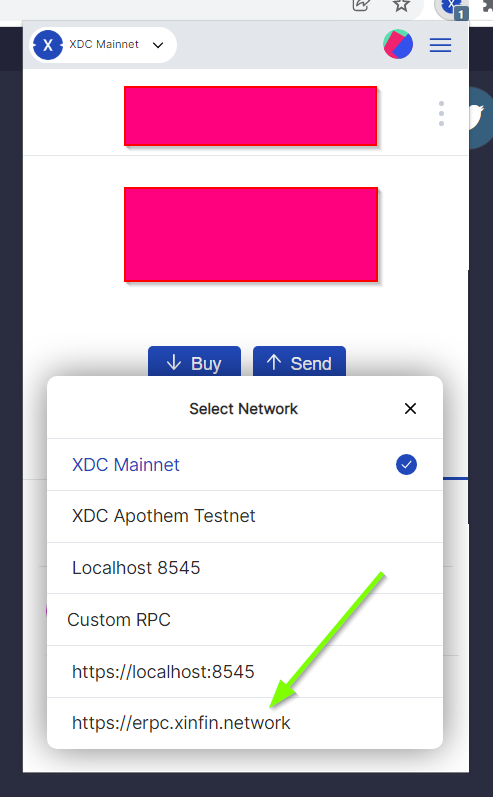 X
1
X XDC Mainnet
Buy Send
Select Network
XDC Mainnet
XDC Apothem Testnet
Localhost 8545
Custom RPC
https://localhost:8545
https://erpc.xinfin.network